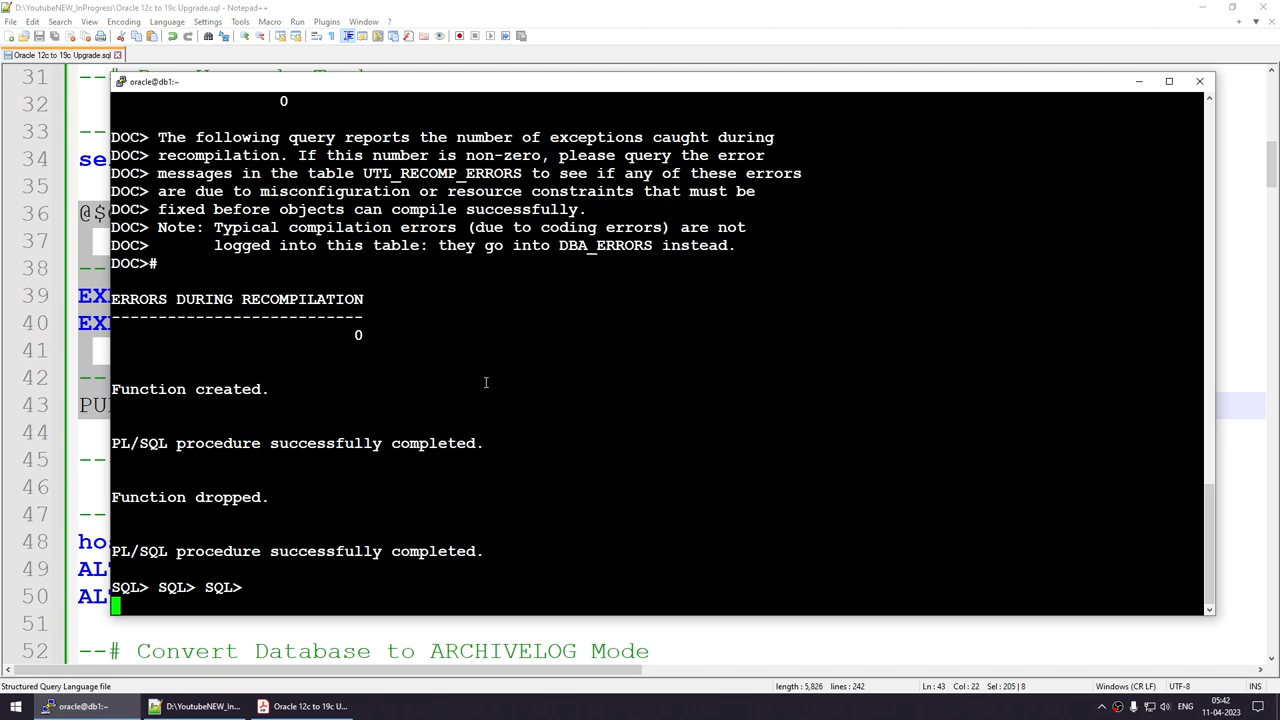 D:\YoutubeNEW_InProgress\Oracle 12c to 19c Upgrade.sql - Notepad++
File Edit Search View Encoding Language Settings Tools Macro Run Plugins Window ?
Oracle 12c to 19c Upgrade.sql
oracle@db1:~
31 --#
32
33 --
34 se
35
36 @$
37
38 --
39 EX
40 EX
41
42 --
43 PU
44
45 --
46
47 --
48 ho
49 AL
50 AL
51
52 --# Convert Database to ARCHIVELOG Mode
0
DOC> The following query reports the number of exceptions caught during
DOC> recompilation. If this number is non-zero, please query the error
DOC> messages in the table UTL_RECOMP_ERRORS to see if any of these errors
DOC> are due to misconfiguration or resource constraints that must be
DOC> fixed before objects can compile successfully.
DOC> Note: Typical compilation errors (due to coding errors) are not
DOC>       logged into this table: they go into DBA_ERRORS instead.
DOC>#
ERRORS DURING RECOMPILATION
---------------------------
0
Function created.
PL/SQL procedure successfully completed.
Function dropped.
PL/SQL procedure successfully completed.
SQL> SQL> SQL>
Structured Query Language file
length : 5,826 lines : 242
Ln : 43 Col : 22 Sel : 205 | 8
Windows (CR LF)
UTF-8
INS
oracle@db1:~
D:\YoutubeNEW_In...
Oracle 12c to 19c U...
ENG
05:42
11-04-2023